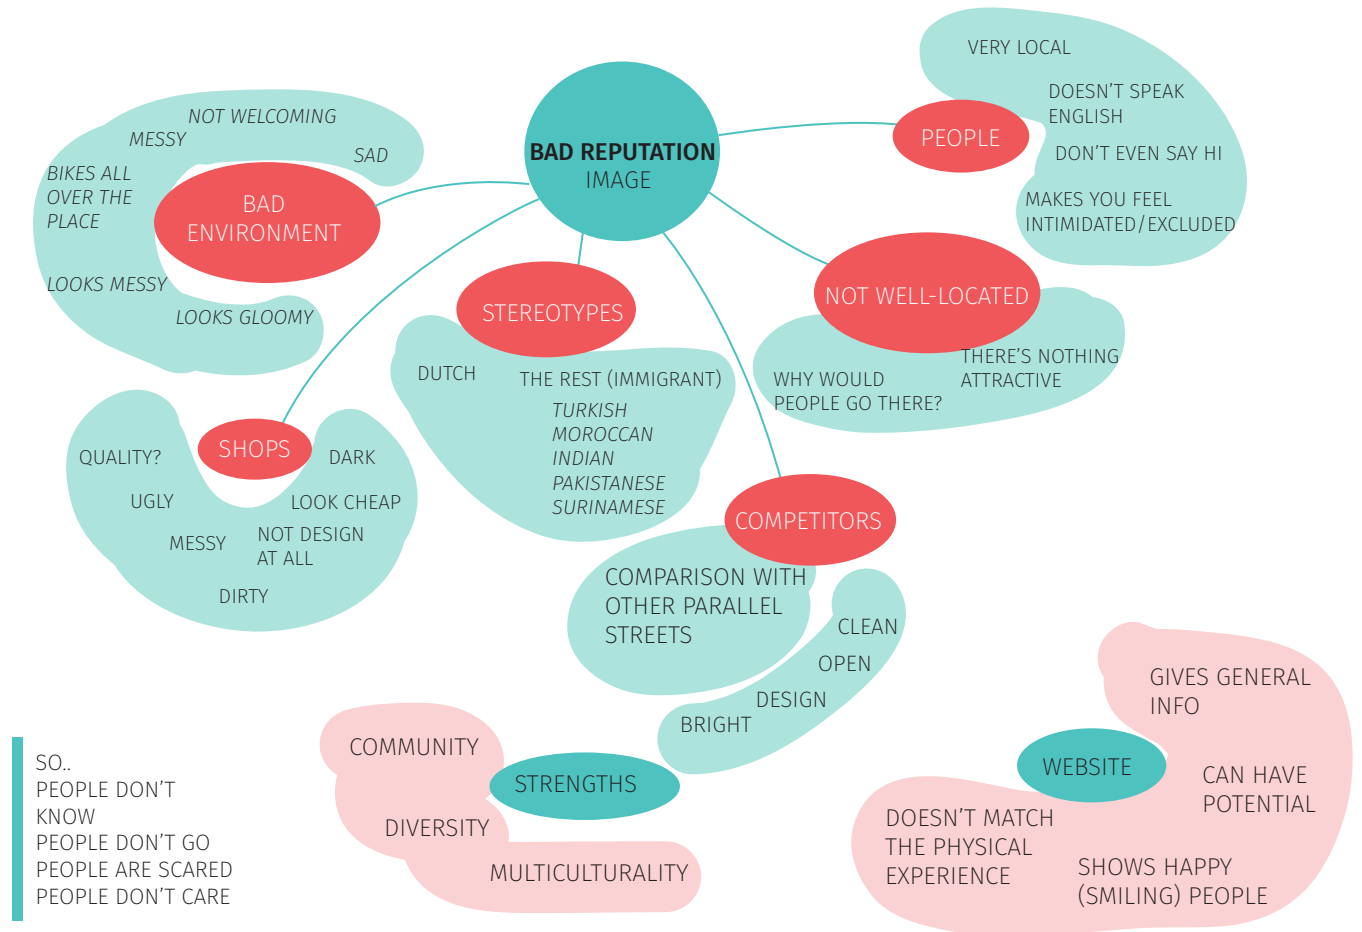 BAD REPUTATION
IMAGE
PEOPLE
VERY LOCAL
DOESN'T SPEAK
ENGLISH
DON'T EVEN SAY HI
MAKES YOU FEEL
INTIMIDATED/EXCLUDED
BAD
ENVIRONMENT
NOT WELCOMING
MESSY
SAD
BIKES ALL
OVER THE
PLACE
LOOKS MESSY
LOOKS GLOOMY
STEREOTYPES
DUTCH
THE REST (IMMIGRANT)
TURKISH
MOROCCAN
INDIAN
PAKISTANESE
SURINAMESE
NOT WELL-LOCATED
THERE'S NOTHING
ATTRACTIVE
WHY WOULD
PEOPLE GO THERE?
SHOPS
QUALITY?
DARK
UGLY
LOOK CHEAP
MESSY
NOT DESIGN
AT ALL
DIRTY
COMPETITORS
COMPARISON WITH
OTHER PARALLEL
STREETS
CLEAN
OPEN
DESIGN
BRIGHT
STRENGTHS
COMMUNITY
DIVERSITY
MULTICULTURALITY
WEBSITE
GIVES GENERAL
INFO
CAN HAVE
POTENTIAL
DOESN'T MATCH
THE PHYSICAL
EXPERIENCE
SHOWS HAPPY
(SMILING) PEOPLE
SO..
PEOPLE DON'T
KNOW
PEOPLE DON'T GO
PEOPLE ARE SCARED
PEOPLE DON'T CARE